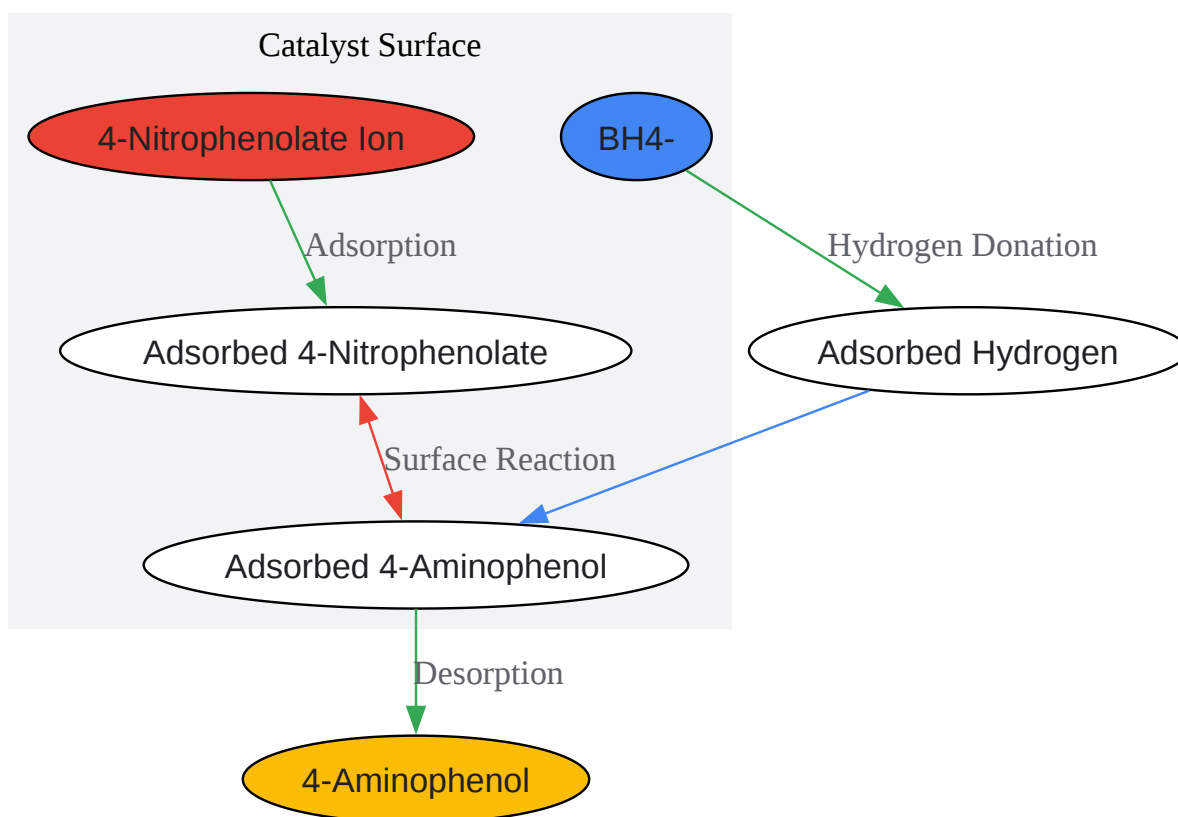 Catalyst Surface
4-Nitrophenolate Ion
BH4-
Adsorption
Hydrogen Donation
Adsorbed 4-Nitrophenolate
Adsorbed Hydrogen
Surface Reaction
Adsorbed 4-Aminophenol
Desorption
4-Aminophenol